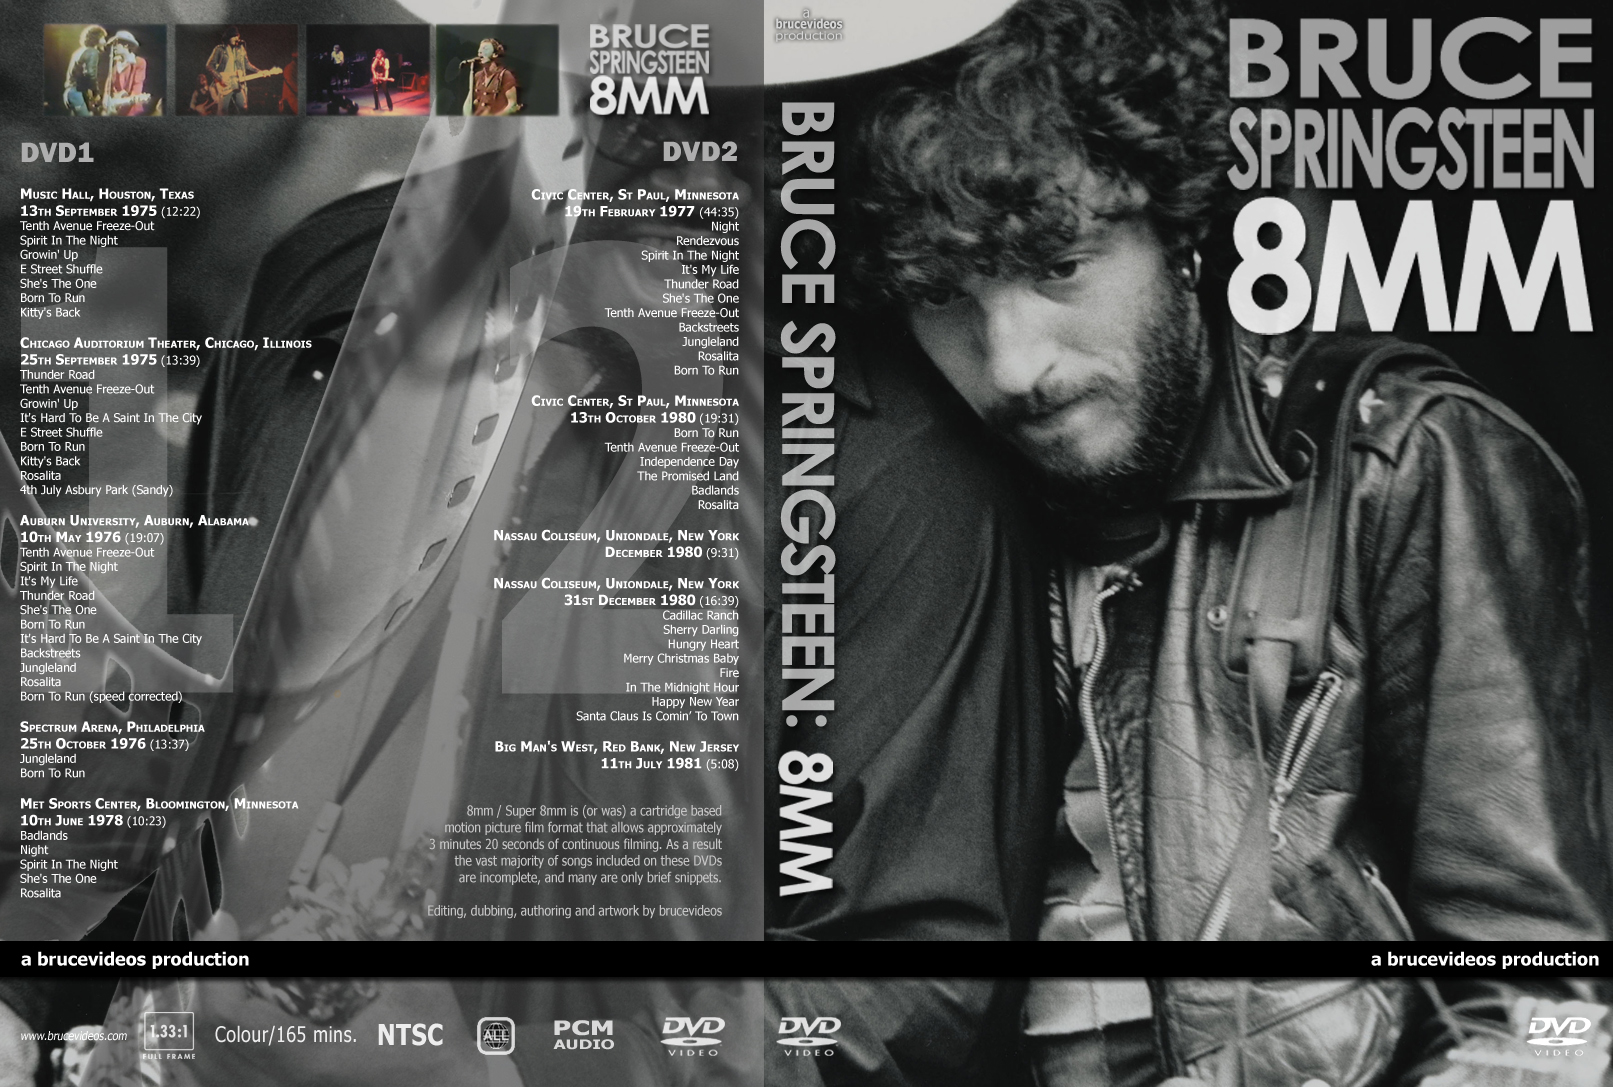 BRUCE
SPRINGSTEEN
8MM
DVD1
MUSIC HALL, HOUSTON, TEXAS
13TH SEPTEMBER 1975 (12:22)
Tenth Avenue Freeze-Out
Spirit In The Night
Growin' Up
E Street Shuffle
She's The One
Born To Run
Kitty's Back
CHICAGO AUDITORIUM THEATER, CHICAGO, ILLINOIS
25TH SEPTEMBER 1975 (13:39)
Thunder Road
Tenth Avenue Freeze-Out
Growin' Up
It's Hard To Be A Saint In The City
E Street Shuffle
Born To Run
Kitty's Back
Rosalita
4th July Asbury Park (Sandy)
AUBURN UNIVERSITY, AUBURN, ALABAMA
10TH MAY 1976 (19:07)
Tenth Avenue Freeze-Out
Spirit In The Night
It's My Life
Thunder Road
She's The One
Born To Run
It's Hard To Be A Saint In The City
Backstreets
Jungleland
Rosalita
Born To Run (speed corrected)
SPECTRUM ARENA, PHILADELPHIA
25TH OCTOBER 1976 (13:37)
Jungleland
Born To Run
MET SPORTS CENTER, BLOOMINGTON, MINNESOTA
10TH JUNE 1978 (10:23)
Badlands
Night
Spirit In The Night
She's The One
Rosalita
1
DVD2
CIVIC CENTER, ST PAUL, MINNESOTA
19TH FEBRUARY 1977 (44:35)
Night
Rendezvous
Spirit In The Night
It's My Life
Thunder Road
She's The One
Tenth Avenue Freeze-Out
Backstreets
Jungleland
Rosalita
Born To Run
CIVIC CENTER, ST PAUL, MINNESOTA
13TH OCTOBER 1980 (19:31)
Born To Run
Tenth Avenue Freeze-Out
Independence Day
The Promised Land
Badlands
Rosalita
NASSAU COLISEUM, UNIONDALE, NEW YORK
DECEMBER 1980 (9:31)
NASSAU COLISEUM, UNIONDALE, NEW YORK
31ST DECEMBER 1980 (16:39)
Cadillac Ranch
Sherry Darling
Hungry Heart
Merry Christmas Baby
Fire
In The Midnight Hour
Happy New Year
Santa Claus Is Comin' To Town
BIG MAN'S WEST, RED BANK, NEW JERSEY
11TH JULY 1981 (5:08)
2
8mm / Super 8mm is (or was) a cartridge based
motion picture film format that allows approximately
3 minutes 20 seconds of continuous filming. As a result
the vast majority of songs included on these DVDs
are incomplete, and many are only brief snippets.
Editing, dubbing, authoring and artwork by brucevideos
a brucevideos production
www.brucevideos.com
1.33:1
FULL FRAME
Colour/165 mins.
NTSC
ALL
PCM
AUDIO
DVD
VIDEO
a
brucevideos
production
BRUCE SPRINGSTEEN: 8MM
DVD
VIDEO
BRUCE
SPRINGSTEEN
8MM
a brucevideos production
DVD
VIDEO